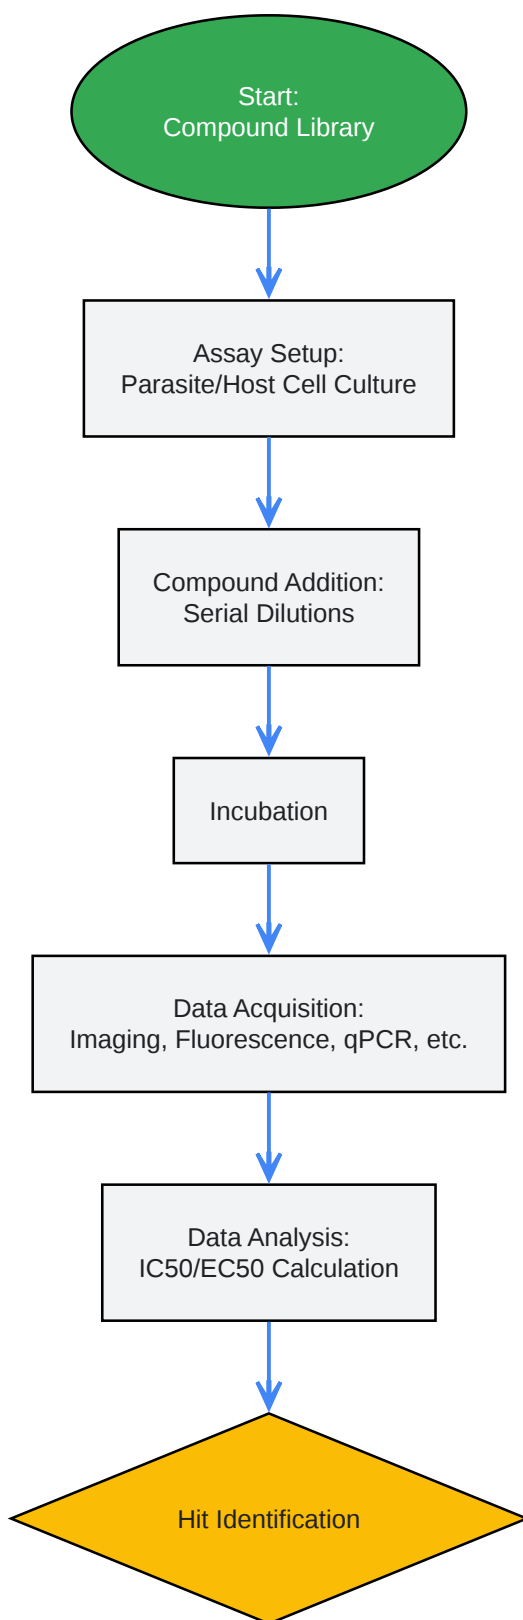 Start:
Compound Library
Assay Setup:
Parasite/Host Cell Culture
Compound Addition:
Serial Dilutions
Incubation
Data Acquisition:
Imaging, Fluorescence, qPCR, etc.
Data Analysis:
IC50/EC50 Calculation
Hit Identification